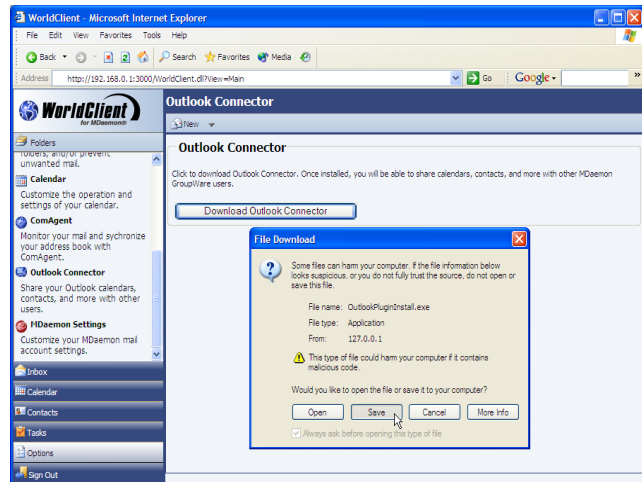 WorldClient - Microsoft Internet Explorer
File Edit View Favorites Tools Help
Back Search Favorites Media
Address http://192.168.0.1:3000/WorldClient.dll?View=Main Go Google
WorldClient
for MDaemon®
Outlook Connector
New
Folders
folders, and/or prevent
unwanted mail.
Calendar
Customize the operation and
settings of your calendar.
ComAgent
Monitor your mail and sychronize
your address book with
ComAgent.
Outlook Connector
Share your Outlook calendars,
contacts, and more with other
users.
MDaemon Settings
Customize your MDaemon mail
account settings.
Inbox
Calendar
Contacts
Tasks
Options
Sign Out
Outlook Connector
Click to download Outlook Connector. Once installed, you will be able to share calendars, contacts, and more with other MDaemon
GroupWare users.
Download Outlook Connector
File Download
Some files can harm your computer. If the file information below
looks suspicious, or you do not fully trust the source, do not open or
save this file.
File name: OutlookPluginInstall.exe
File type: Application
From: 127.0.0.1
This type of file could harm your computer if it contains
malicious code.
Would you like to open the file or save it to your computer?
Open Save Cancel More Info
Always ask before opening this type of file